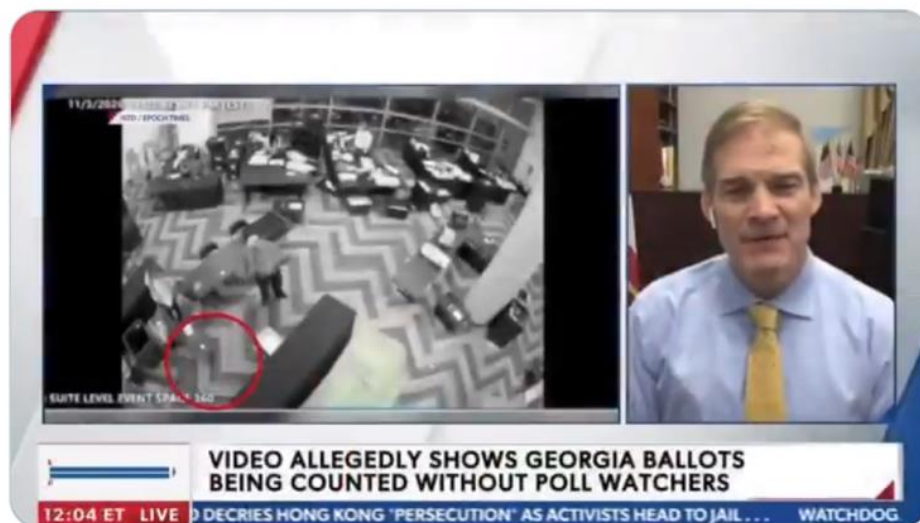 11/3/2020
NTD / EPOCH TIMES
SUITE LEVEL EVENT SPACE 360
VIDEO ALLEGEDLY SHOWS GEORGIA BALLOTS
BEING COUNTED WITHOUT POLL WATCHERS
12:04 ET LIVE DECRIES HONG KONG "PERSECUTION" AS ACTIVISTS HEAD TO JAIL . . . WATCHDOG